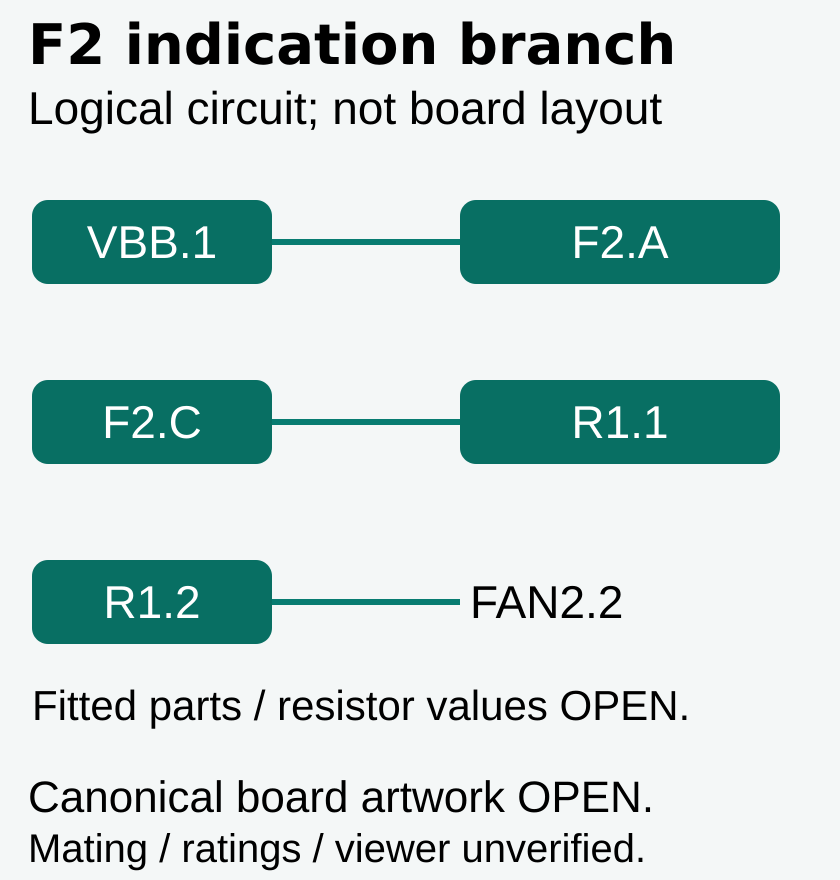 F2 indication branch
Logical circuit; not board layout
VBB.1 F2.A
F2.C R1.1
R1.2 FAN2.2
Fitted parts / resistor values OPEN.
Canonical board artwork OPEN.
Mating / ratings / viewer unverified.